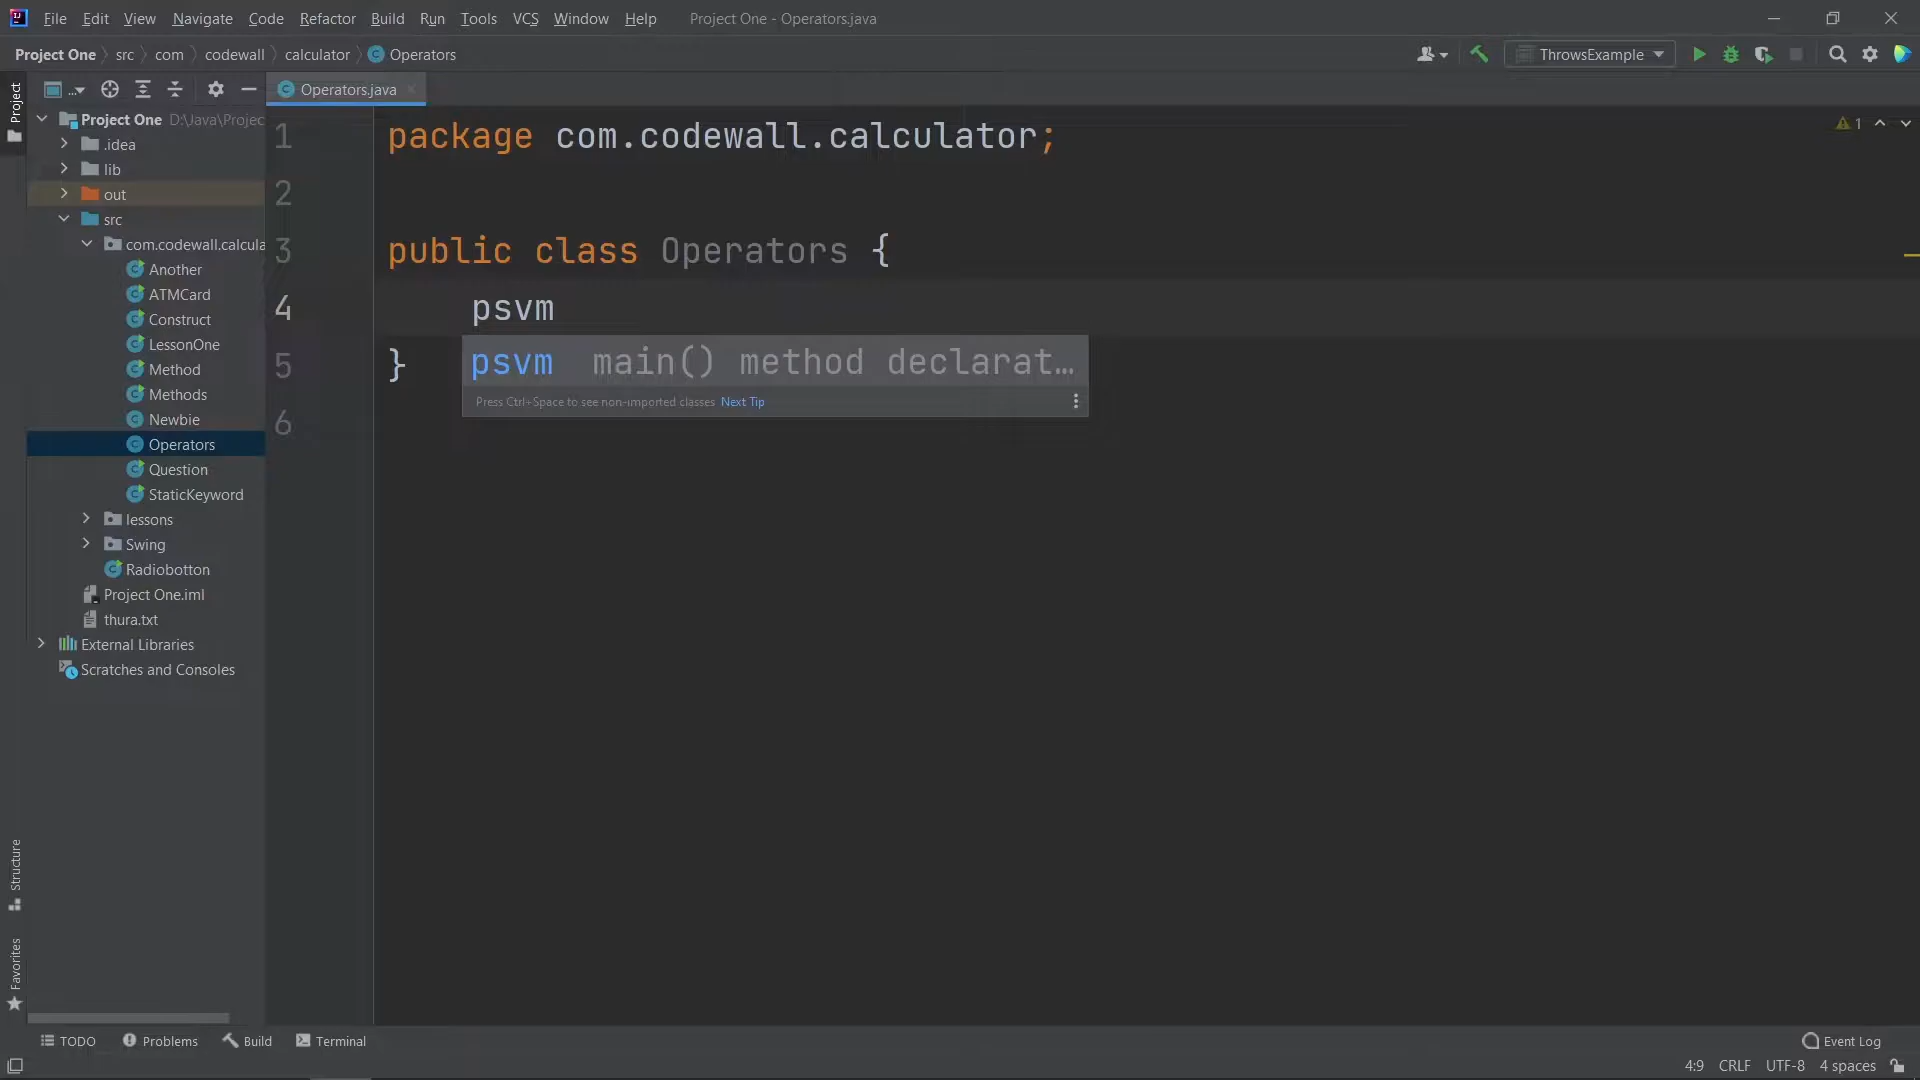 File Edit View Navigate Code Refactor Build Run Tools VCS Window Help Project One - Operators.java
Project One src com codewall calculator Operators ThrowsExample
Project
... Operators.java
Project One D:\Java\Projec
.idea
lib
out
src
com.codewall.calcula
Another
ATMCard
Construct
LessonOne
Method
Methods
Newbie
Operators
Question
StaticKeyword
lessons
Swing
Radiobotton
Project One.iml
thura.txt
External Libraries
Scratches and Consoles
1 package com.codewall.calculator;
1
2
3 public class Operators {
4 psvm
psvm main() method declarat...
5 }
Press Ctrl+Space to see non-imported classes Next Tip
6
Structure
Favorites
TODO Problems Build Terminal Event Log
4:9 CRLF UTF-8 4 spaces